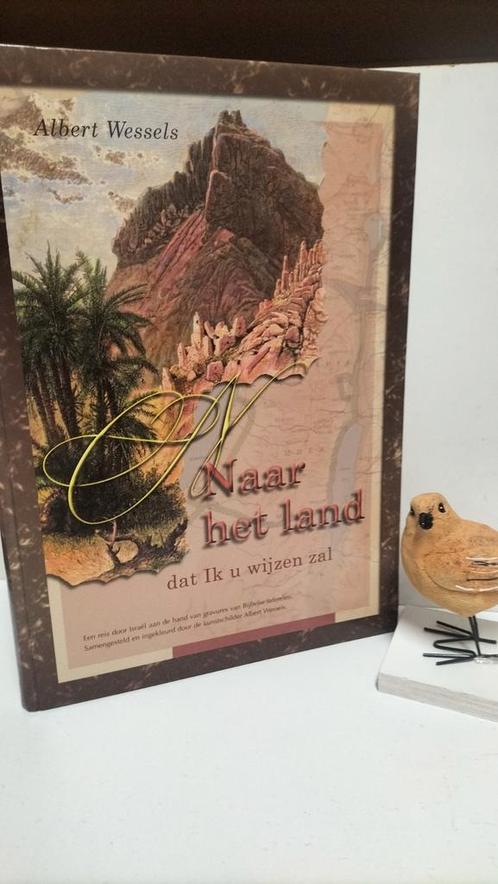 Albert Wessels
N
Naar
het land
dat Ik u wijzen zal
Een reis door Israël aan de hand van gravures van Bijbelse taferelen.
Samengesteld en ingekleurd door de kunstschilder Albert Wessels.